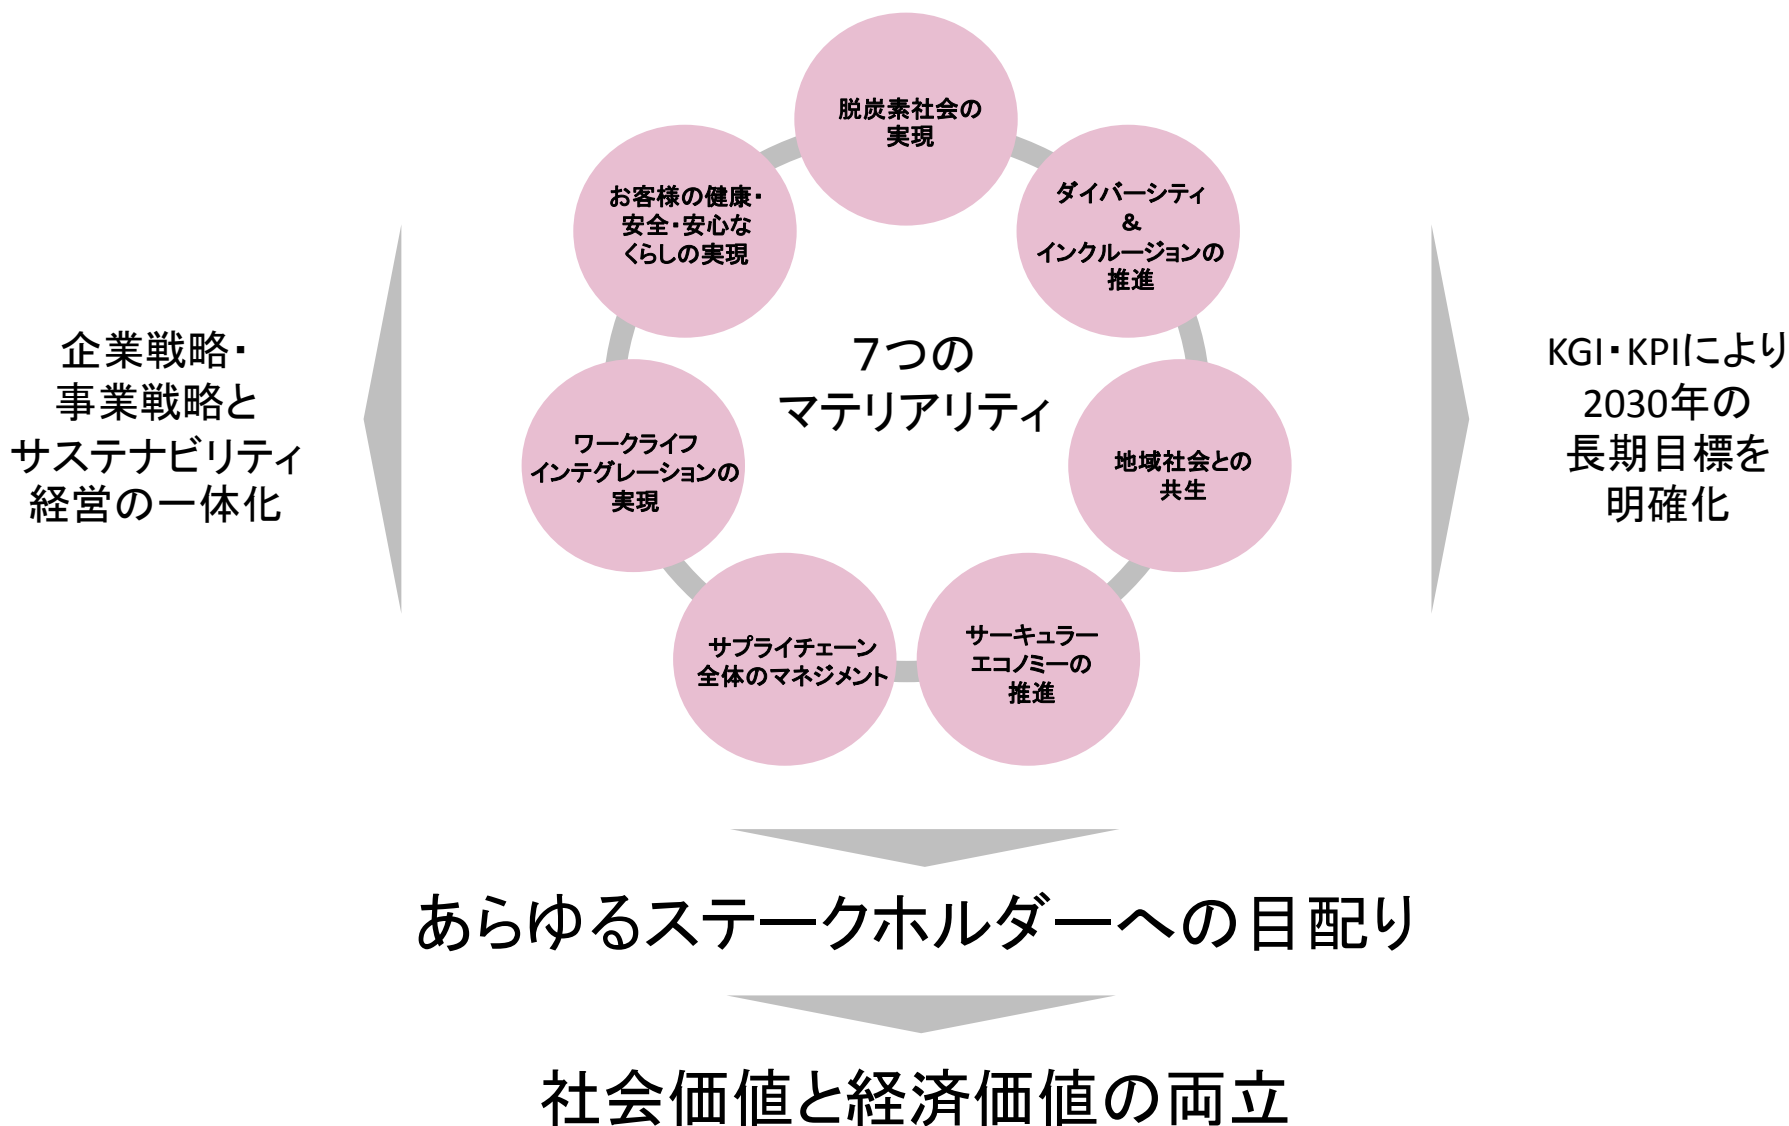 脱炭素社会の
実現
ダイバーシティ
&
インクルージョンの
推進
地域社会との
共生
サーキュラー
エコノミーの
推進
サプライチェーン
全体のマネジメント
ワークライフ
インテグレーションの
実現
お客様の健康・
安全・安心な
くらしの実現
7つの
マテリアリティ
企業戦略・
事業戦略と
サステナビリティ
経営の一体化
KGI・KPIにより
2030年の
長期目標を
明確化
あらゆるステークホルダーへの目配り
社会価値と経済価値の両立